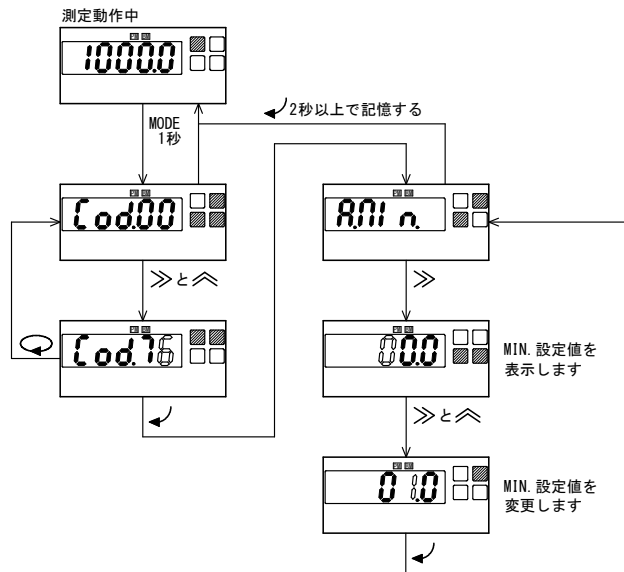 測定動作中
1000.0
2秒以上で記憶する
MODE
1秒
Cod.00
A.MI n.
≫と︽
≫
Cod.76
00.0
MIN. 設定値を
表示します
≫と︽
01.0
MIN. 設定値を
変更します